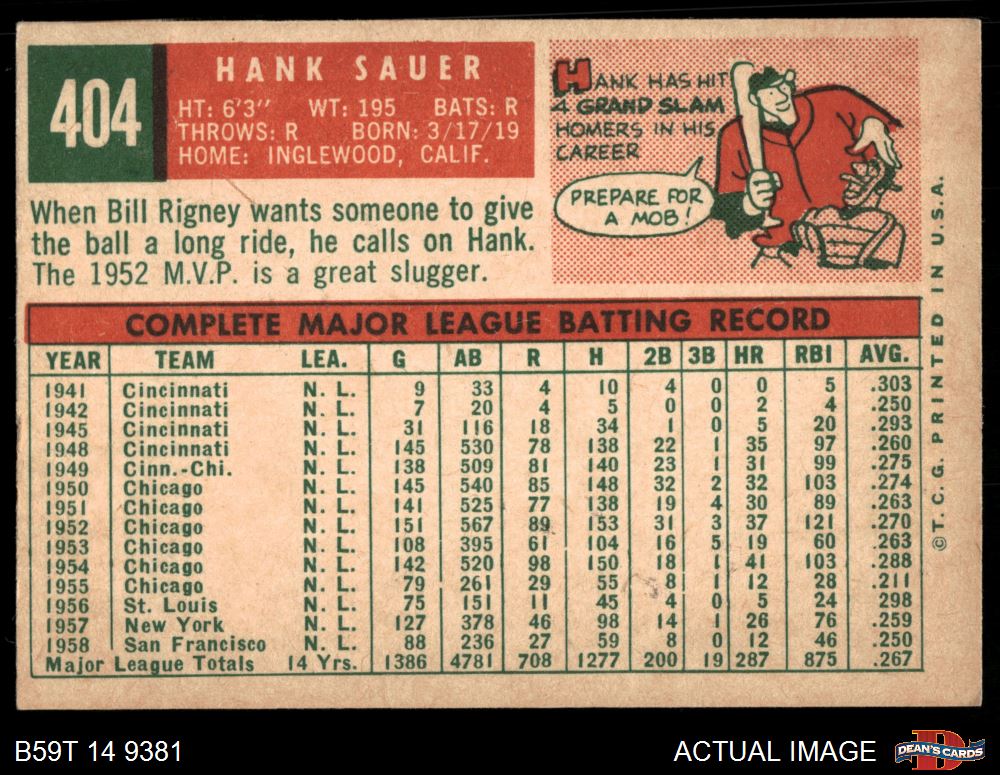 404
HANK SAUER
HT: 6'3" WT: 195 BATS: R
THROWS: R BORN: 3/17/19
HOME: INGLEWOOD, CALIF.
HANK HAS HIT
4 GRAND SLAM
HOMERS IN HIS
CAREER
PREPARE FOR
A MOB!
When Bill Rigney wants someone to give
the ball a long ride, he calls on Hank.
The 1952 M.V.P. is a great slugger.
COMPLETE MAJOR LEAGUE BATTING RECORD
YEAR TEAM LEA. G AB R H 2B 3B HR RBI AVG.
1941 Cincinnati N. L. 9 33 4 10 4 0 0 5 .303
1942 Cincinnati N. L. 7 20 4 5 0 0 2 4 .250
1945 Cincinnati N. L. 31 116 18 34 1 0 5 20 .293
1948 Cincinnati N. L. 145 530 78 138 22 1 35 97 .260
1949 Cinn.-Chi. N. L. 138 509 81 140 23 1 31 99 .275
1950 Chicago N. L. 145 540 85 148 32 2 32 103 .274
1951 Chicago N. L. 141 525 77 138 19 4 30 89 .263
1952 Chicago N. L. 151 567 89 153 31 3 37 121 .270
1953 Chicago N. L. 108 395 61 104 16 5 19 60 .263
1954 Chicago N. L. 142 520 98 150 18 1 41 103 .288
1955 Chicago N. L. 79 261 29 55 8 1 12 28 .211
1956 St. Louis N. L. 75 151 11 45 4 0 5 24 .298
1957 New York N. L. 127 378 46 98 14 1 26 76 .259
1958 San Francisco N. L. 88 236 27 59 8 0 12 46 .250
Major League Totals 14 Yrs. 1386 4781 708 1277 200 19 287 875 .267
© T. C. G. PRINTED IN U.S.A.
B59T 14 9381
ACTUAL IMAGE
DEAN'S CARDS